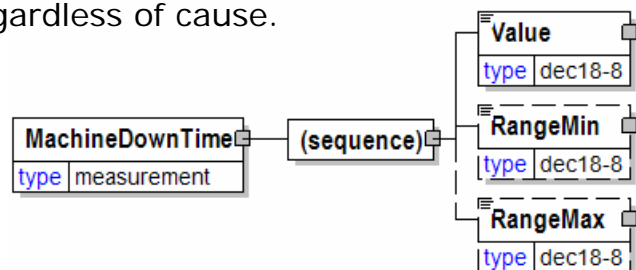 gardless of cause.
Value
type dec18-8
MachineDownTime
type measurement
(sequence)
RangeMin
type dec18-8
RangeMax
type dec18-8